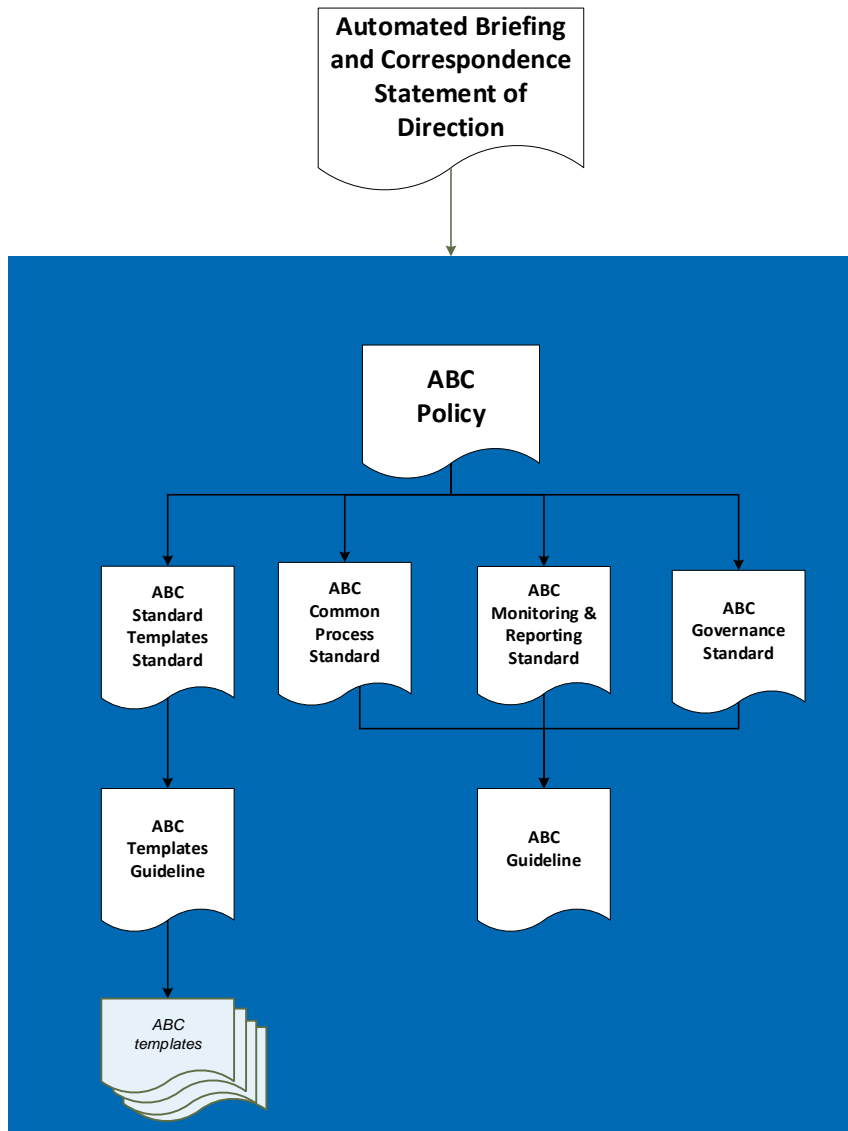 Automated Briefing
and Correspondence
Statement of
Direction
ABC
Policy
ABC
Standard
Templates
Standard
ABC
Common
Process
Standard
ABC
Monitoring &
Reporting
Standard
ABC
Governance
Standard
ABC
Templates
Guideline
ABC
Guideline
ABC
templates